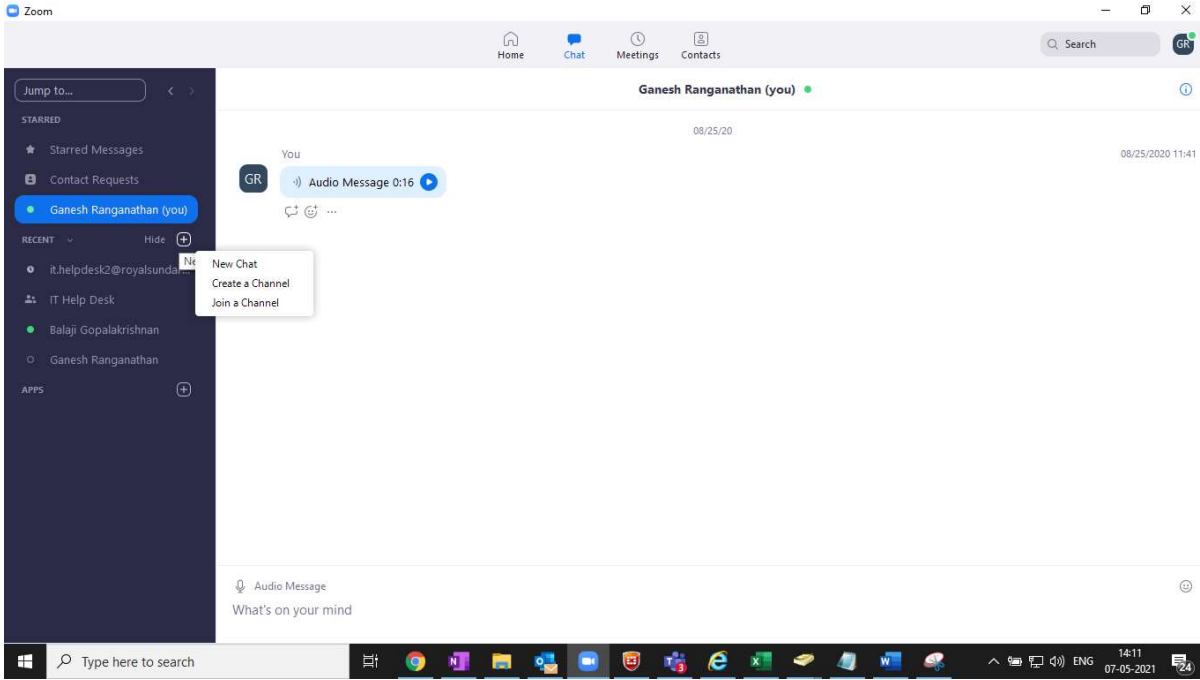 Zoom
Home
Chat
Meetings
Contacts
Search
GR
Jump to...
Ganesh Ranganathan (you)
STARRED
Starred Messages
Contact Requests
Ganesh Ranganathan (you)
RECENT
Hide
Ne
New Chat
Create a Channel
Join a Channel
it.helpdesk2@royalsundar...
IT Help Desk
Balaji Gopalakrishnan
Ganesh Ranganathan
APPS
08/25/20
You
08/25/2020 11:41
GR
Audio Message 0:16
Audio Message
What's on your mind
Type here to search
N
3
X
W
ENG
14:11
07-05-2021
24